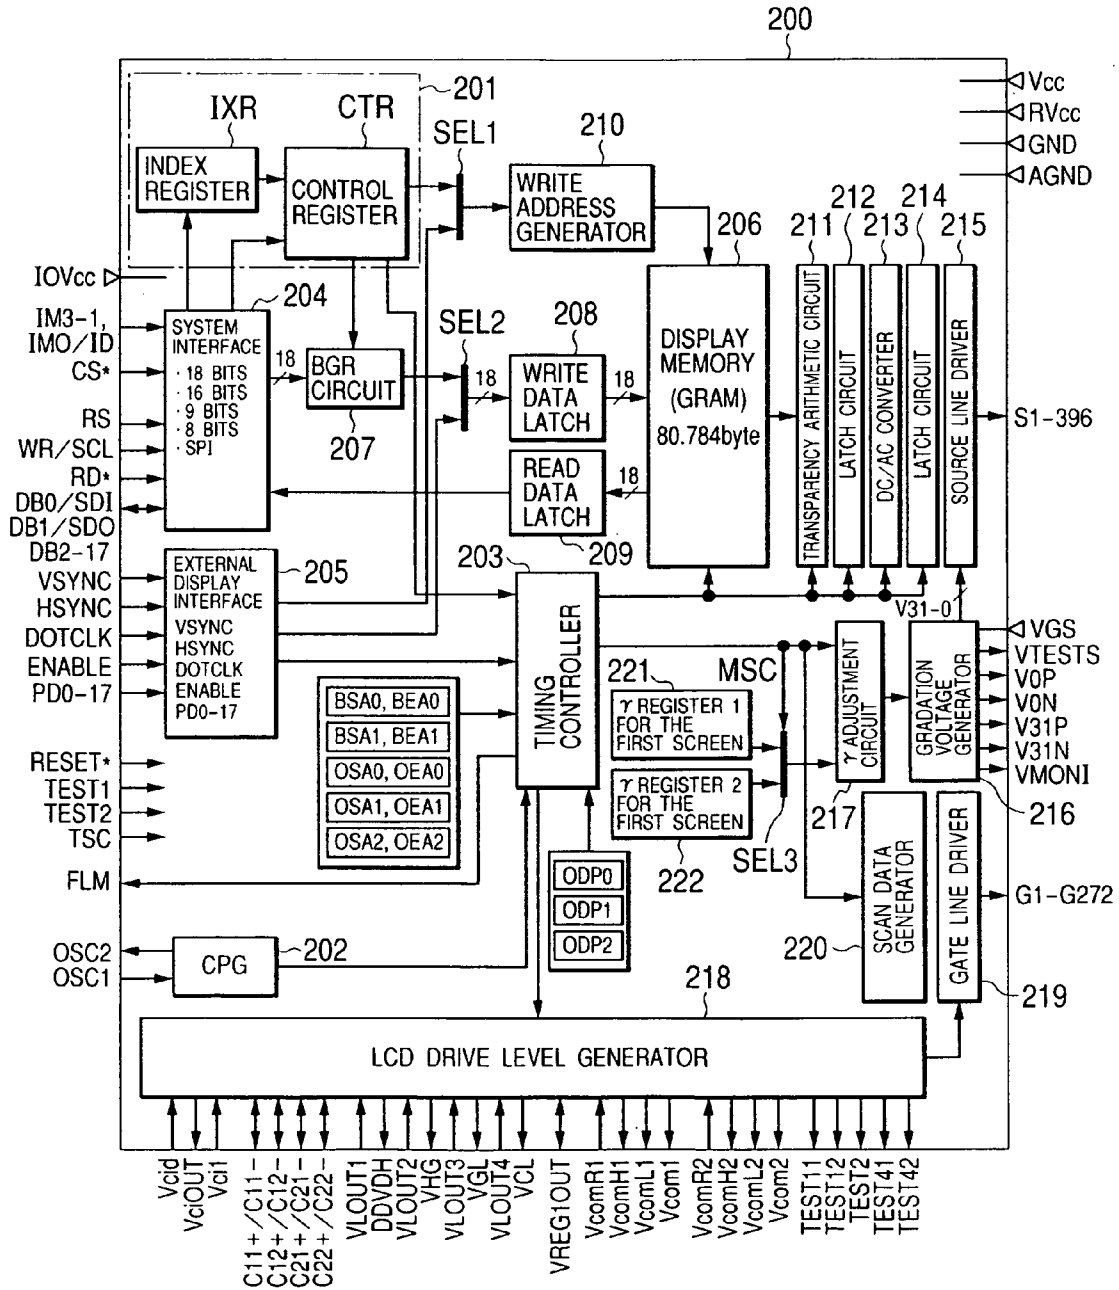 200
201
IXR
CTR
INDEX
REGISTER
CONTROL
REGISTER
SEL1
210
WRITE
ADDRESS
GENERATOR
Vcc
RVcc
GND
AGND
206
211
212
213
214
215
IOVcc
204
IM3-1,
IM0/ID
CS*
RS
WR/SCL
RD*
DB0/SDI
DB1/SDO
DB2-17
SYSTEM
INTERFACE
· 18 BITS
· 16 BITS
· 9 BITS
· 8 BITS
· SPI
18
BGR
CIRCUIT
207
SEL2
18
208
WRITE
DATA
LATCH
18
READ
DATA
LATCH
18
209
DISPLAY
MEMORY
(GRAM)
80.784byte
TRANSPARENCY ARITHMETIC CIRCUIT
LATCH CIRCUIT
DC/AC CONVERTER
LATCH CIRCUIT
SOURCE LINE DRIVER
S1-396
VSYNC
HSYNC
DOTCLK
ENABLE
PD0-17
EXTERNAL
DISPLAY
INTERFACE
VSYNC
HSYNC
DOTCLK
ENABLE
PD0-17
205
203
TIMING
CONTROLLER
BSA0, BEA0
BSA1, BEA1
OSA0, OEA0
OSA1, OEA1
OSA2, OEA2
ODP0
ODP1
ODP2
221
MSC
γ REGISTER 1
FOR THE
FIRST SCREEN
γ REGISTER 2
FOR THE
FIRST SCREEN
222
SEL3
γ ADJUSTMENT
CIRCUIT
217
V31-0
GRADATION
VOLTAGE
GENERATOR
216
VGS
VTESTS
V0P
V0N
V31P
V31N
VMONI
RESET*
TEST1
TEST2
TSC
FLM
OSC2
OSC1
CPG
202
SCAN DATA
GENERATOR
220
GATE LINE DRIVER
219
G1-G272
218
LCD DRIVE LEVEL GENERATOR
Vcid
VciOUT
Vci1
C11+/C11-
C12+/C12-
C21+/C21-
C22+/C22-
VLOUT1
DDVDH
VLOUT2
VHG
VLOUT3
VGL
VLOUT4
VCL
VREG1OUT
VcomR1
VcomH1
VcomL1
Vcom1
VcomR2
VcomH2
VcomL2
Vcom2
TEST11
TEST12
TEST2
TEST41
TEST42